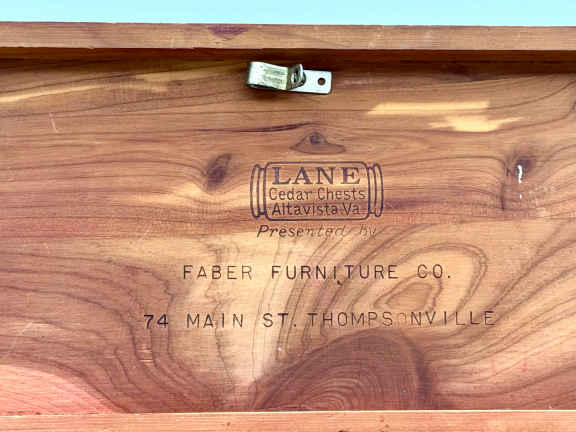 LANE
Cedar Chests
Altavista Va.
Presented by
FABER FURNITURE CO.
74 MAIN ST. THOMPSONVILLE